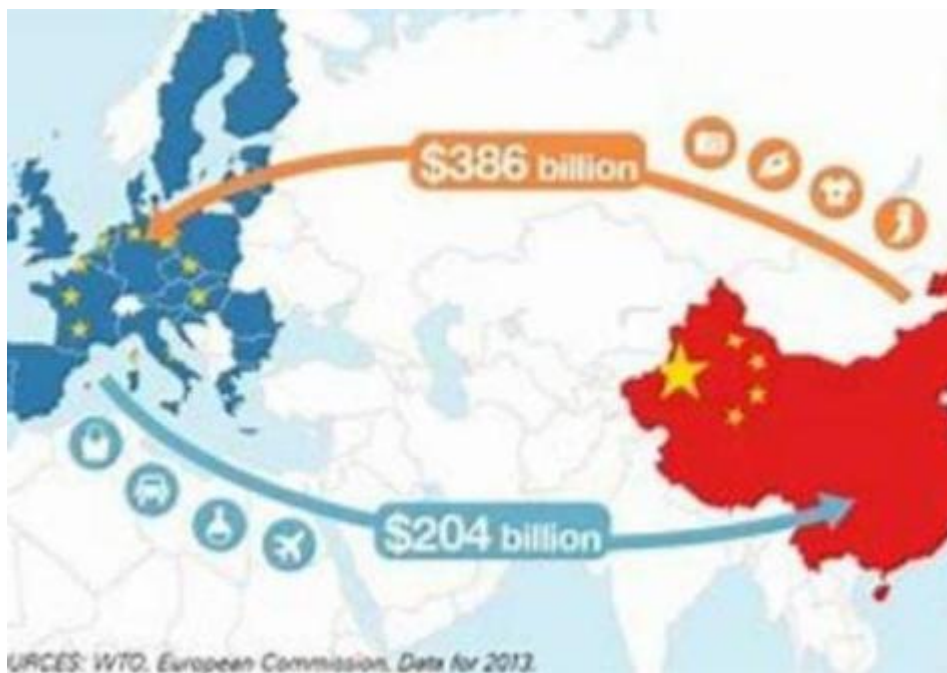 $386 billion
$204 billion
URCES: WTO, European Commission, Data for 2013.